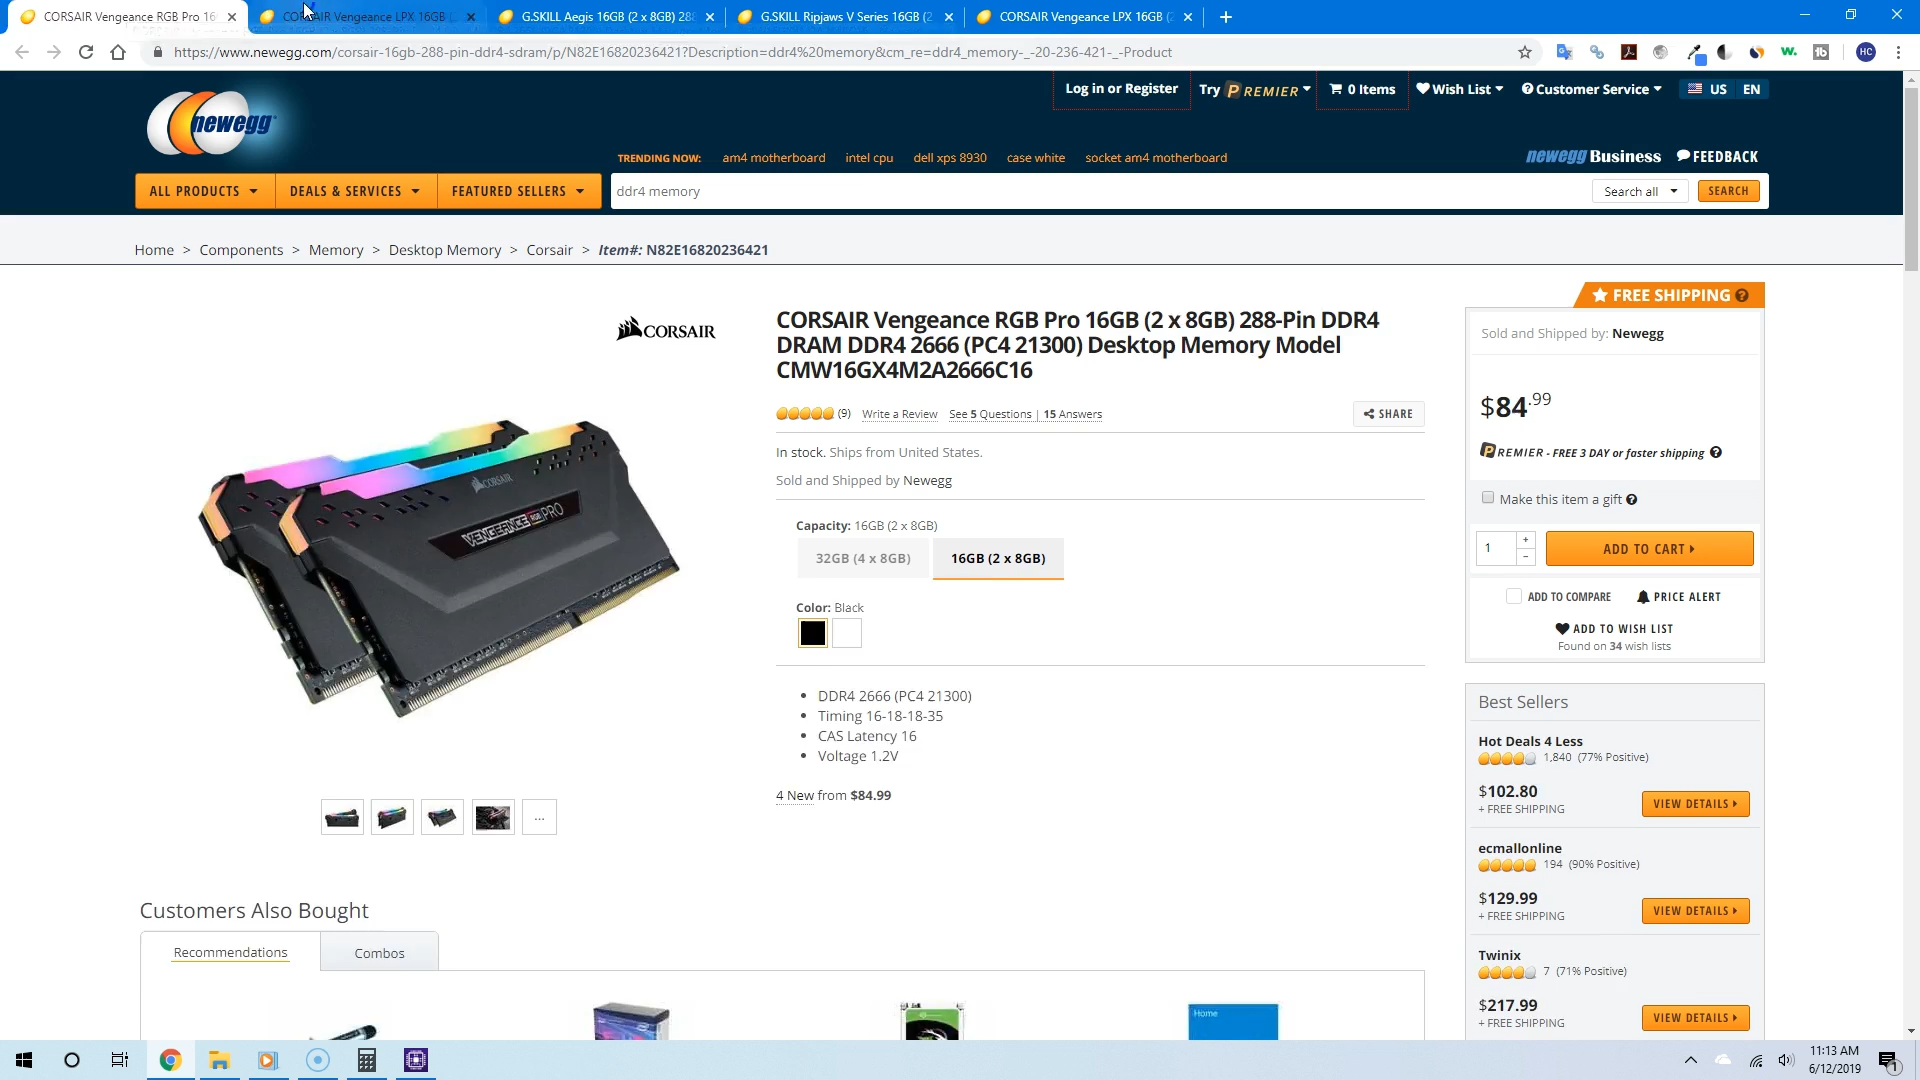 CORSAIR Vengeance RGB Pro 16
CORSAIR Vengeance LPX 16GB (
G.SKILL Aegis 16GB (2 x 8GB) 288
G.SKILL Ripjaws V Series 16GB (2
CORSAIR Vengeance LPX 16GB (2
https://www.newegg.com/corsair-16gb-288-pin-ddr4-sdram/p/N82E16820236421?Description=ddr4%20memory&cm_re=ddr4_memory-_-20-236-421-_-Product
HC
newegg
Log in or Register
Try PREMIER
0 Items
Wish List
Customer Service
US EN
TRENDING NOW: am4 motherboard intel cpu dell xps 8930 case white socket am4 motherboard
newegg Business
FEEDBACK
ALL PRODUCTS
DEALS & SERVICES
FEATURED SELLERS
ddr4 memory
Search all
SEARCH
Home > Components > Memory > Desktop Memory > Corsair > Item#: N82E16820236421
CORSAIR
CORSAIR
VENGEANCE RGB PRO
CORSAIR Vengeance RGB Pro 16GB (2 x 8GB) 288-Pin DDR4
DRAM DDR4 2666 (PC4 21300) Desktop Memory Model
CMW16GX4M2A2666C16
(9) Write a Review See 5 Questions | 15 Answers
SHARE
In stock. Ships from United States.
Sold and Shipped by Newegg
Capacity: 16GB (2 x 8GB)
32GB (4 x 8GB)
16GB (2 x 8GB)
Color: Black
• DDR4 2666 (PC4 21300)
• Timing 16-18-18-35
• CAS Latency 16
• Voltage 1.2V
4 New from $84.99
...
FREE SHIPPING
Sold and Shipped by: Newegg
$84.99
PREMIER - FREE 3 DAY or faster shipping
Make this item a gift
1
ADD TO CART
ADD TO COMPARE
PRICE ALERT
ADD TO WISH LIST
Found on 34 wish lists
Best Sellers
Hot Deals 4 Less
1,840 (77% Positive)
$102.80
+ FREE SHIPPING
VIEW DETAILS
ecmallonline
194 (90% Positive)
$129.99
+ FREE SHIPPING
VIEW DETAILS
Twinix
7 (71% Positive)
$217.99
+ FREE SHIPPING
VIEW DETAILS
Customers Also Bought
Recommendations
Combos
Home
11:13 AM
6/12/2019
1